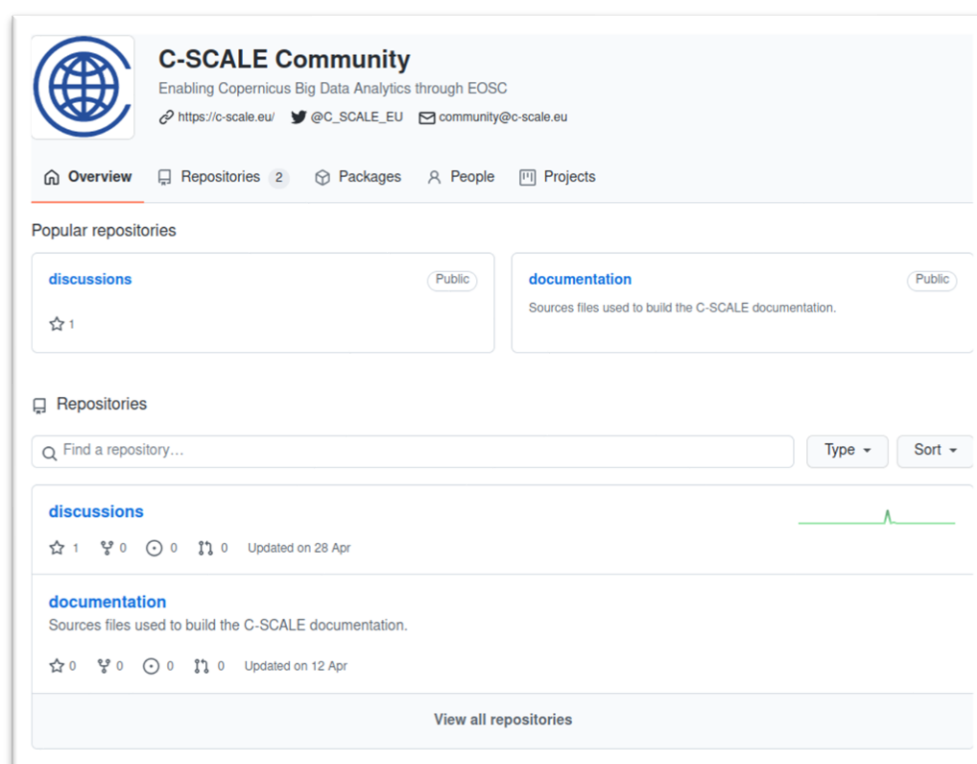 C-SCALE Community
Enabling Copernicus Big Data Analytics through EOSC
https://c-scale.eu/ @C_SCALE_EU community@c-scale.eu
Overview Repositories 2 Packages People Projects
Popular repositories
discussions Public
1
documentation Public
Sources files used to build the C-SCALE documentation.
Repositories
Find a repository... Type Sort
discussions
1 0 0 0 Updated on 28 Apr
documentation
Sources files used to build the C-SCALE documentation.
0 0 0 0 Updated on 12 Apr
View all repositories